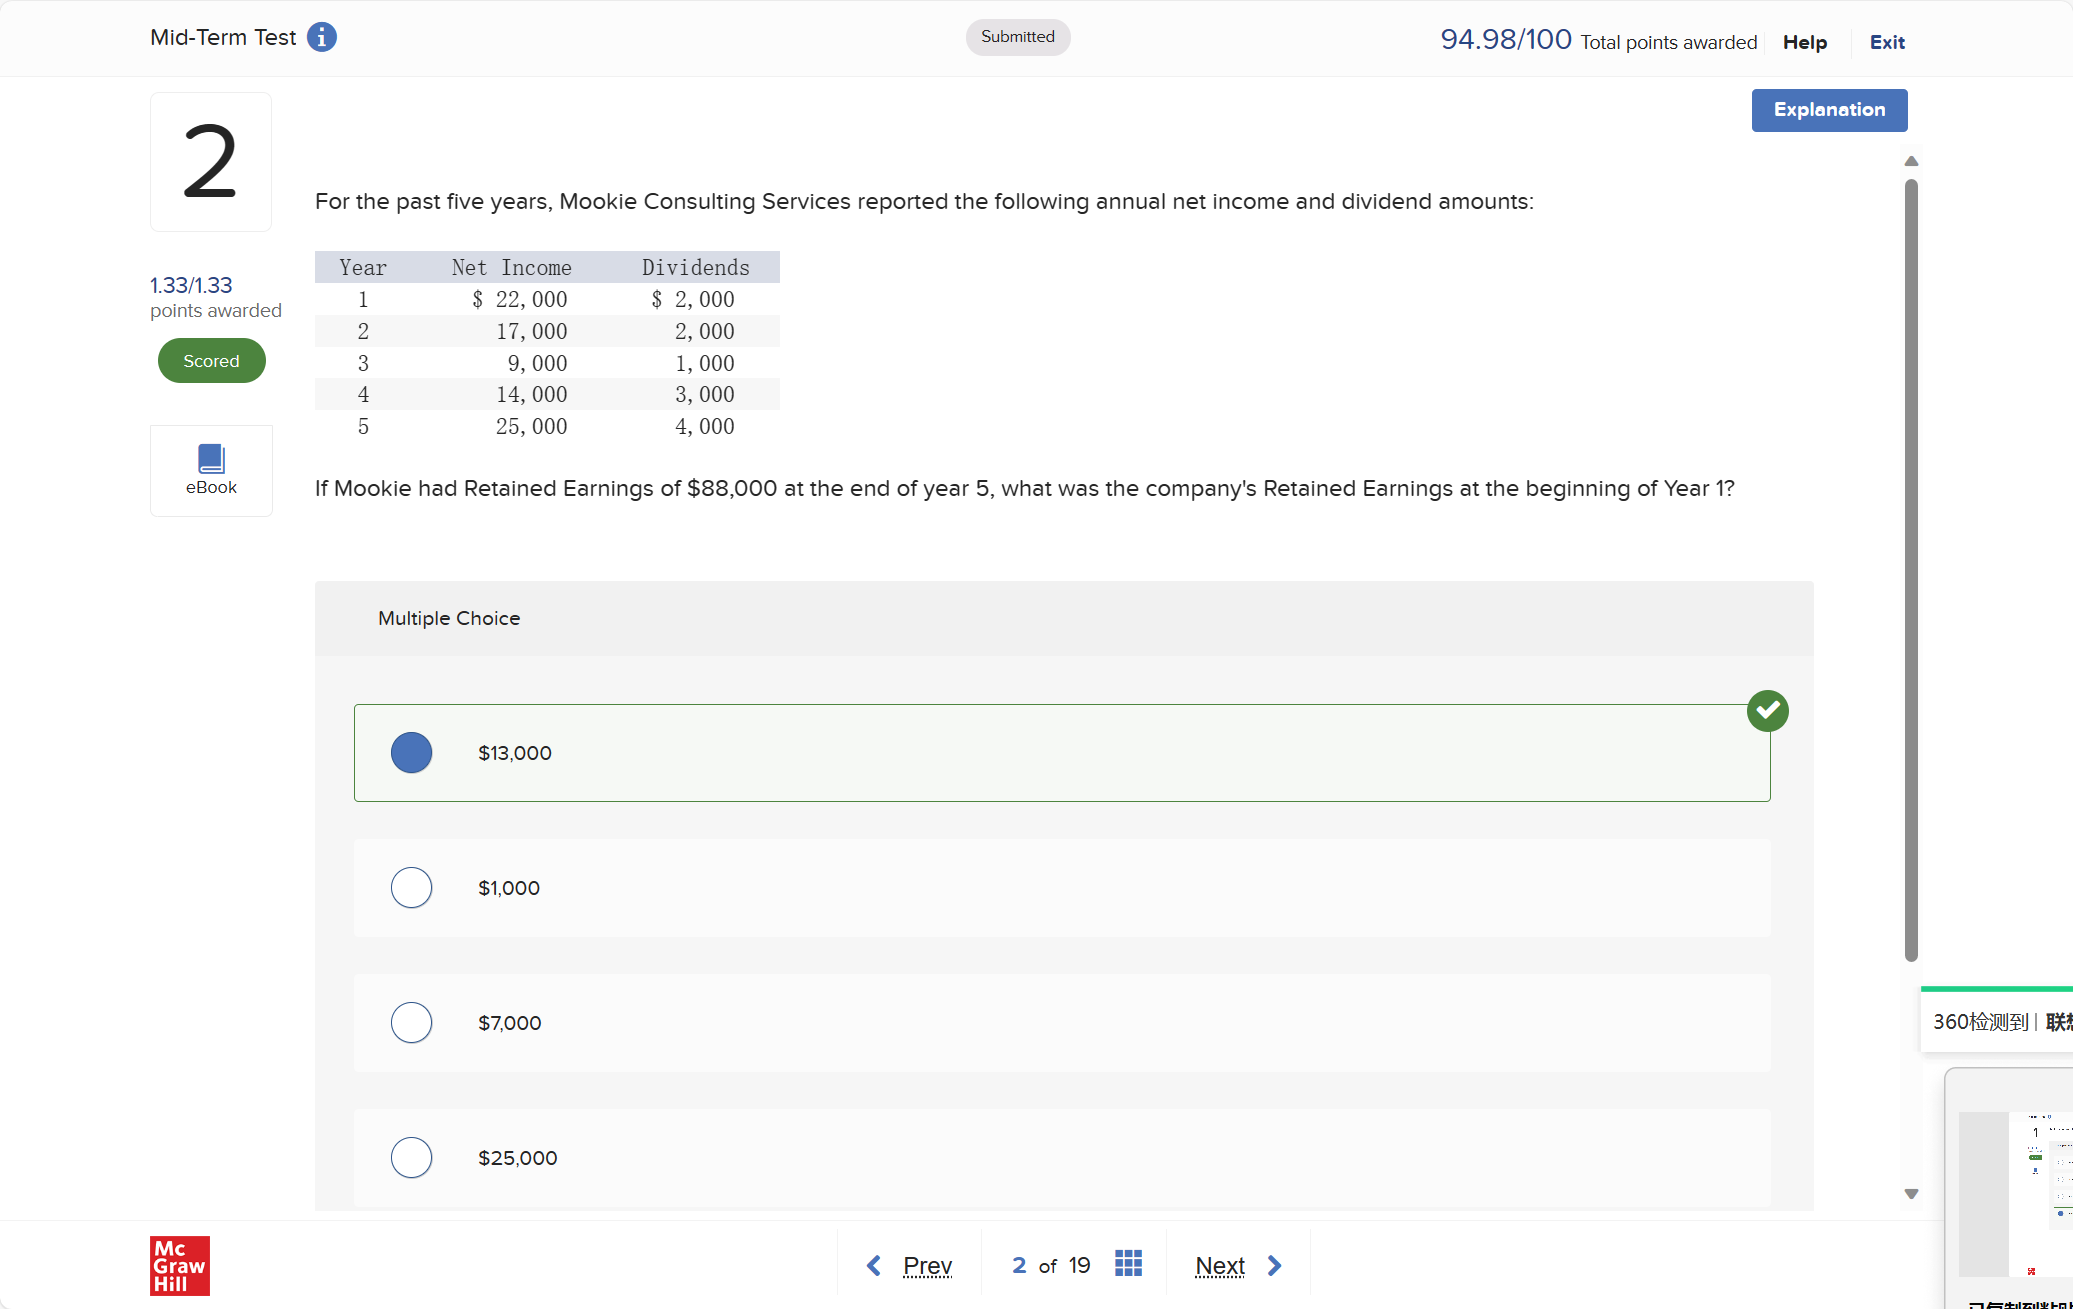 Mid-Term Test
Submitted
94.98/100 Total points awarded
Help
Exit
Explanation
2
1.33/1.33
points awarded
Scored
eBook
For the past five years, Mookie Consulting Services reported the following annual net income and dividend amounts:
Year Net Income Dividends
1 $ 22,000 $ 2,000
2 17,000 2,000
3 9,000 1,000
4 14,000 3,000
5 25,000 4,000
If Mookie had Retained Earnings of $88,000 at the end of year 5, what was the company's Retained Earnings at the beginning of Year 1?
Multiple Choice
$13,000
$1,000
$7,000
$25,000
360检测到 | 联想
Mc
Graw
Hill
Prev
2 of 19
Next